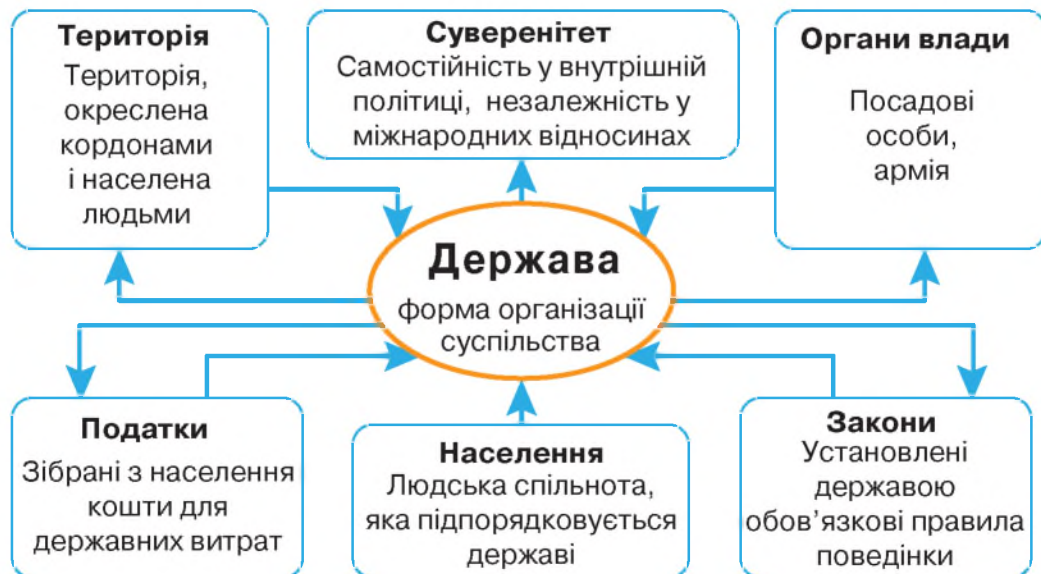 Територія
Територія,
окреслена
кордонами
і населена
людьми
Суверенітет
Самостійність у внутрішній
політиці, незалежність у
міжнародних відносинах
Органи влади
Посадові
особи,
армія
Держава
форма організації
суспільства
Податки
Зібрані з населення
кошти для
державних витрат
Населення
Людська спільнота,
яка підпорядковується
державі
Закони
Установлені
державою
обов’язкові правила
поведінки